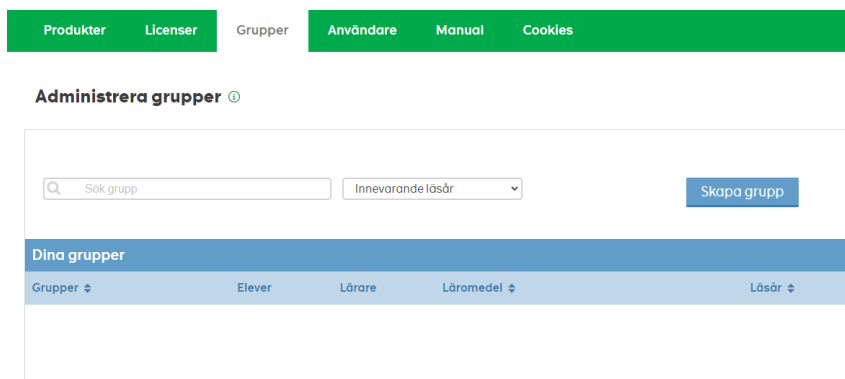 Produkter Licenser Grupper Användare Manual Cookies
Administrera grupper
Sök grupp Innevarande läsår Skapa grupp
Dina grupper
Grupper Elever Lärare Läromedel Läsår